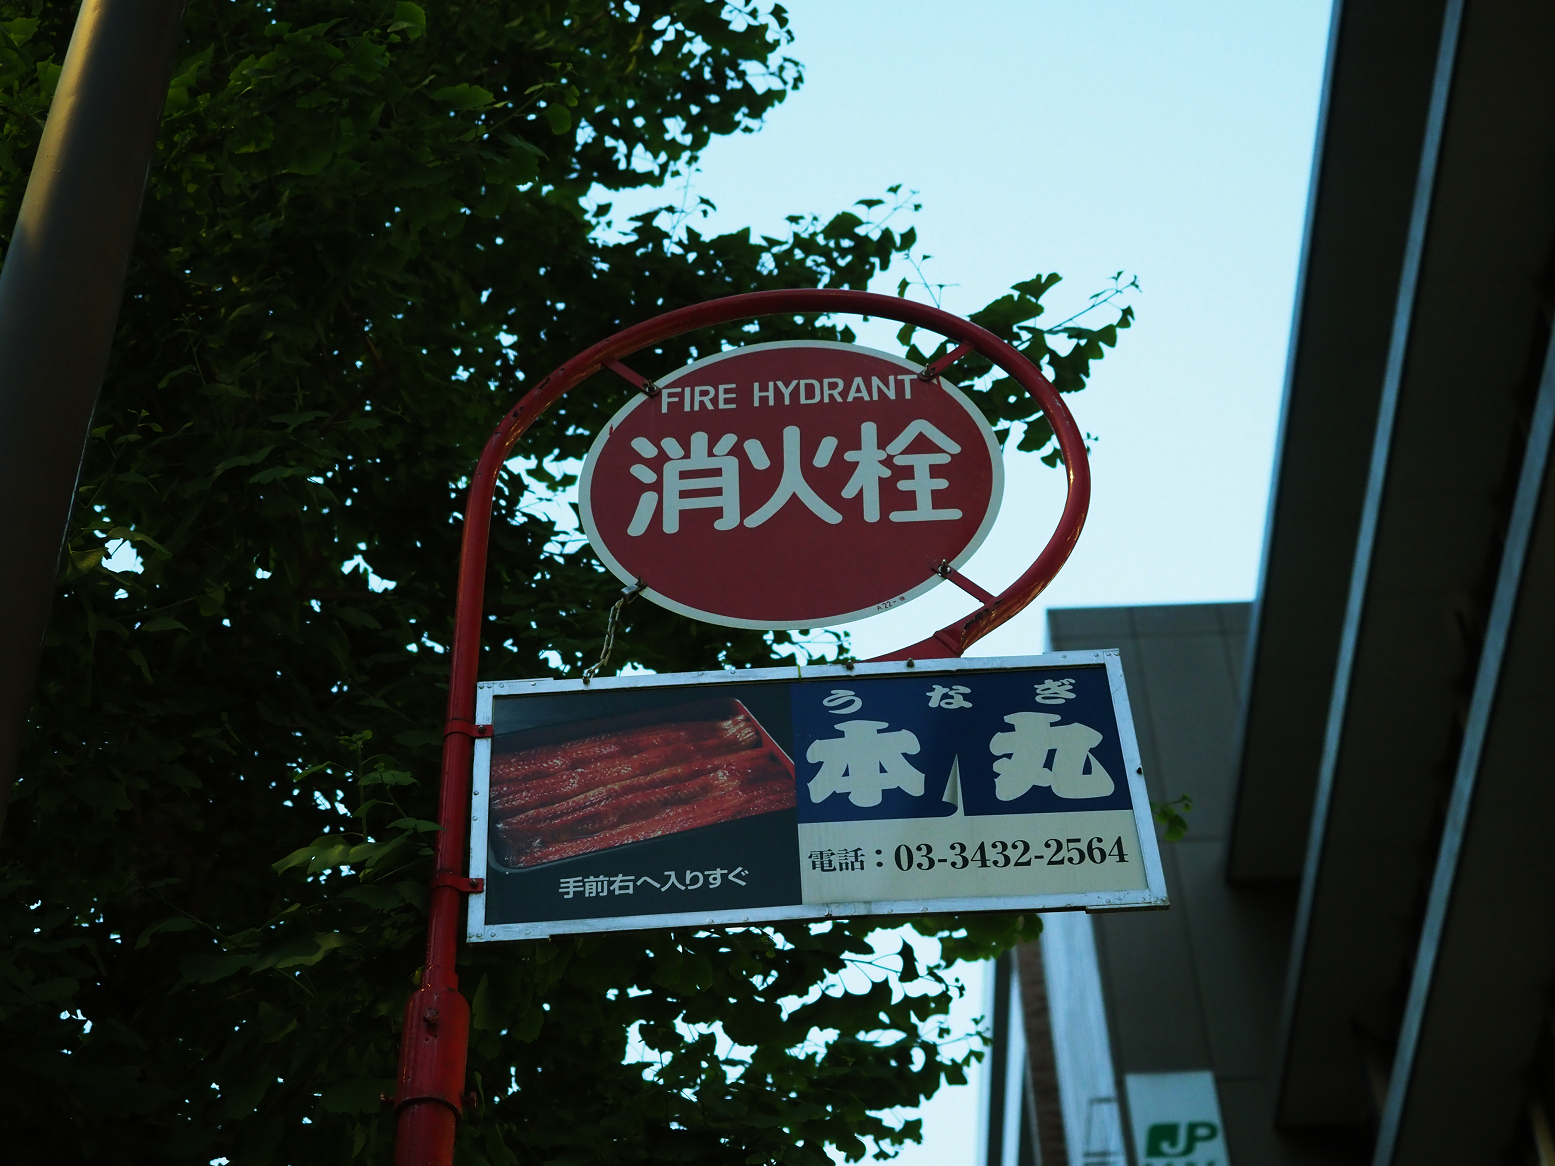 FIRE HYDRANT
消火栓
うなぎ
本丸
電話：03-3432-2564
手前右へ入りすぐ
JP